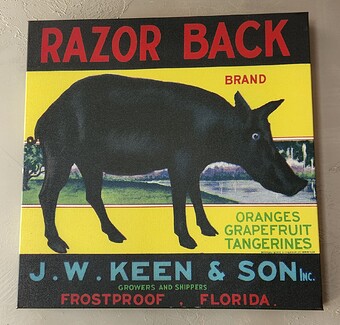 RAZOR BACK
BRAND
ORANGES
GRAPEFRUIT
TANGERINES
J. W. KEEN & SON INC.
GROWERS AND SHIPPERS
FROSTPROOF . FLORIDA.